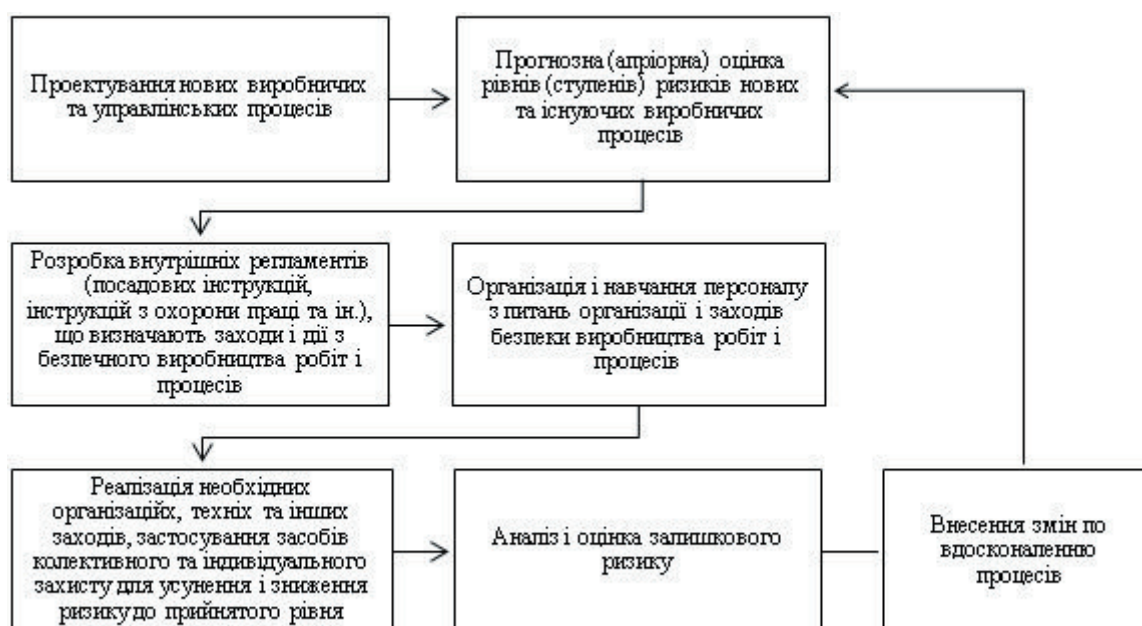 Проектування нових виробничих
та управлінських процесів
Прогнозна (апріорна) оцінка
рівнів (ступенів) ризиків нових
та існуючих виробничих
процесів
Розробка внутрішніх регламентів
(посадових інструкцій,
інструкцій з охорони праці та ін.),
що визначають заходи і дії з
безпечного виробництва робіт і
процесів
Організація і навчання персоналу
з питань організації і заходів
безпеки виробництва робіт і
процесів
Реалізація необхідних
організаційх, техніх та інших
заходів, застосування засобів
колективного та індивідуального
захисту для усунення і зниження
ризику до прийнятого рівня
Аналіз і оцінка залишкового
ризику
Внесення змін по
вдосконаленню
процесів